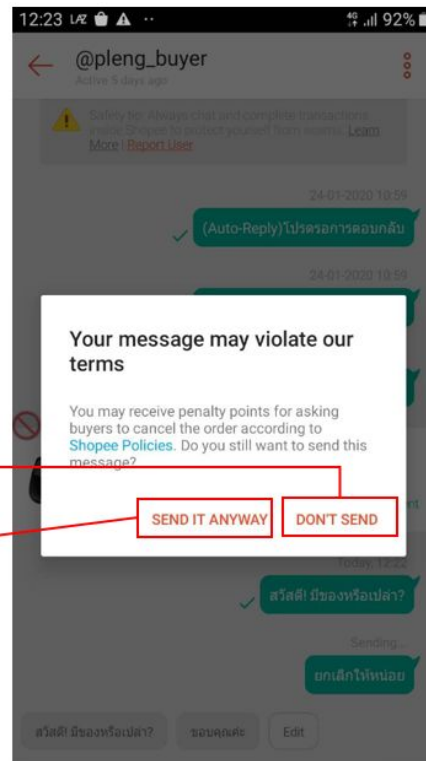 12:23
92%
@pleng_buyer
Active 5 days ago
Safety tip: Always chat and complete transactions
inside Shopee to protect yourself from scams. Learn
More | Report User
24-01-2020 10:59
(Auto-Reply)โปรดรอการตอบกลับ
24-01-2020 10:59
Your message may violate our
terms
You may receive penalty points for asking
buyers to cancel the order according to
Shopee Policies. Do you still want to send this
message?
SEND IT ANYWAY
DON'T SEND
Today, 12:22
สวัสดี! มีของหรือเปล่า?
Sending...
ยกเลิกให้หน่อย
สวัสดี! มีของหรือเปล่า?
ขอบคุณค่ะ
Edit